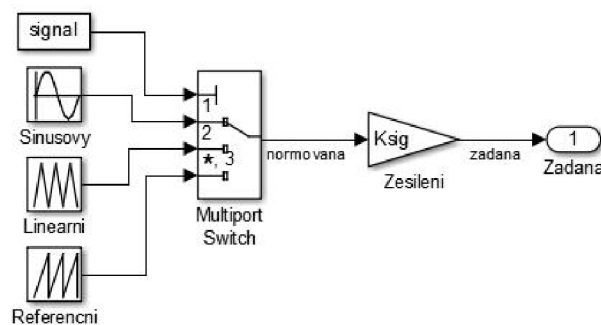 signal
Sinusovy
Linearni
Referencni
1
2
*, 3
Multiport
Switch
normovana
Ksig
Zesileni
zadana
1
Zadana